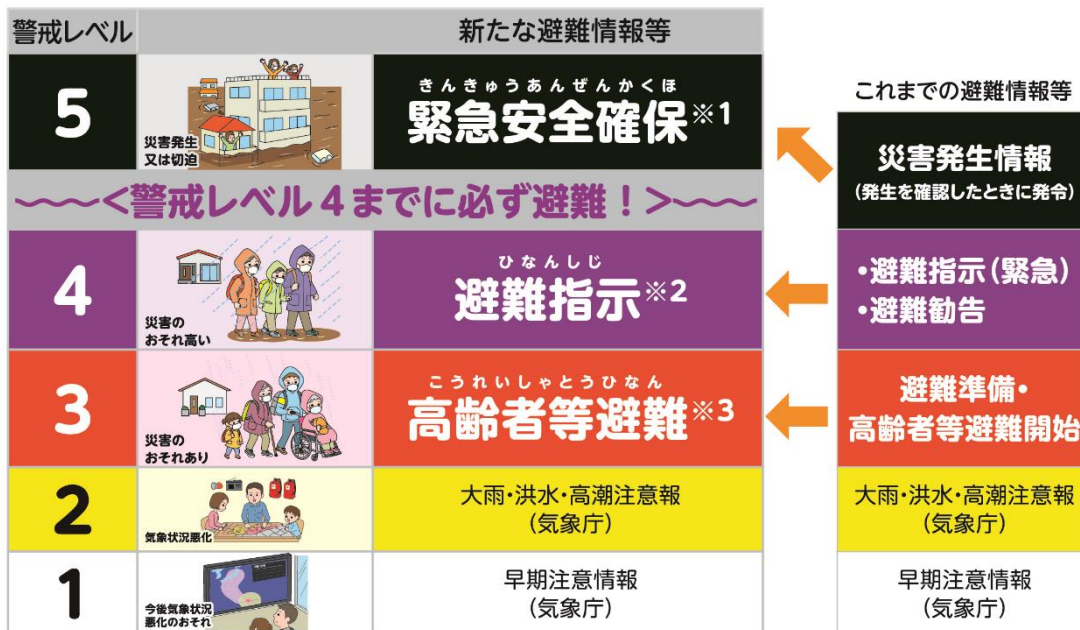 警戒レベル
新たな避難情報等
これまでの避難情報等
5
災害発生
又は切迫
きんきゅうあんぜんかくほ
緊急安全確保※1
災害発生情報
(発生を確認したときに発令)
〜〜〜<警戒レベル4までに必ず避難!>〜〜〜
4
災害の
おそれ高い
ひなんしじ
避難指示※2
•避難指示(緊急)
•避難勧告
3
災害の
おそれあり
こうれいしゃとうひなん
高齢者等避難※3
避難準備・
高齢者等避難開始
2
気象状況悪化
大雨・洪水・高潮注意報
(気象庁)
大雨・洪水・高潮注意報
(気象庁)
1
今後気象状況
悪化のおそれ
早期注意情報
(気象庁)
早期注意情報
(気象庁)